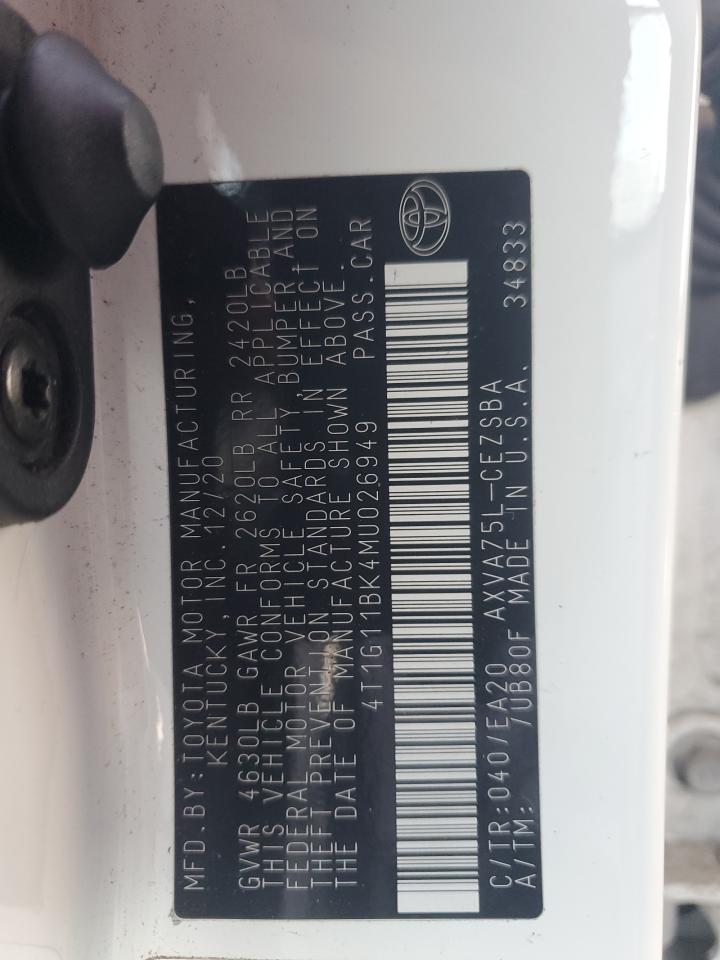 MFD.BY:TOYOTA MOTOR MANUFACTURING,
KENTUCKY, INC.12/20
GVWR 4630LB GAWR FR 2620LB RR 2420LB
THIS VEHICLE CONFORMS TO ALL APPLICABLE
FEDERAL MOTOR VEHICLE SAFETY, BUMPER, AND
THEFT PREVENTION STANDARDS IN EFFECT ON
THE DATE OF MANUFACTURE SHOWN ABOVE.
4T1G11BK4MU026949 PASS.CAR
C/TR:040/EA20 AXVA75L-CEZSBA
A/TM: /UB80F MADE IN U.S.A. 34833